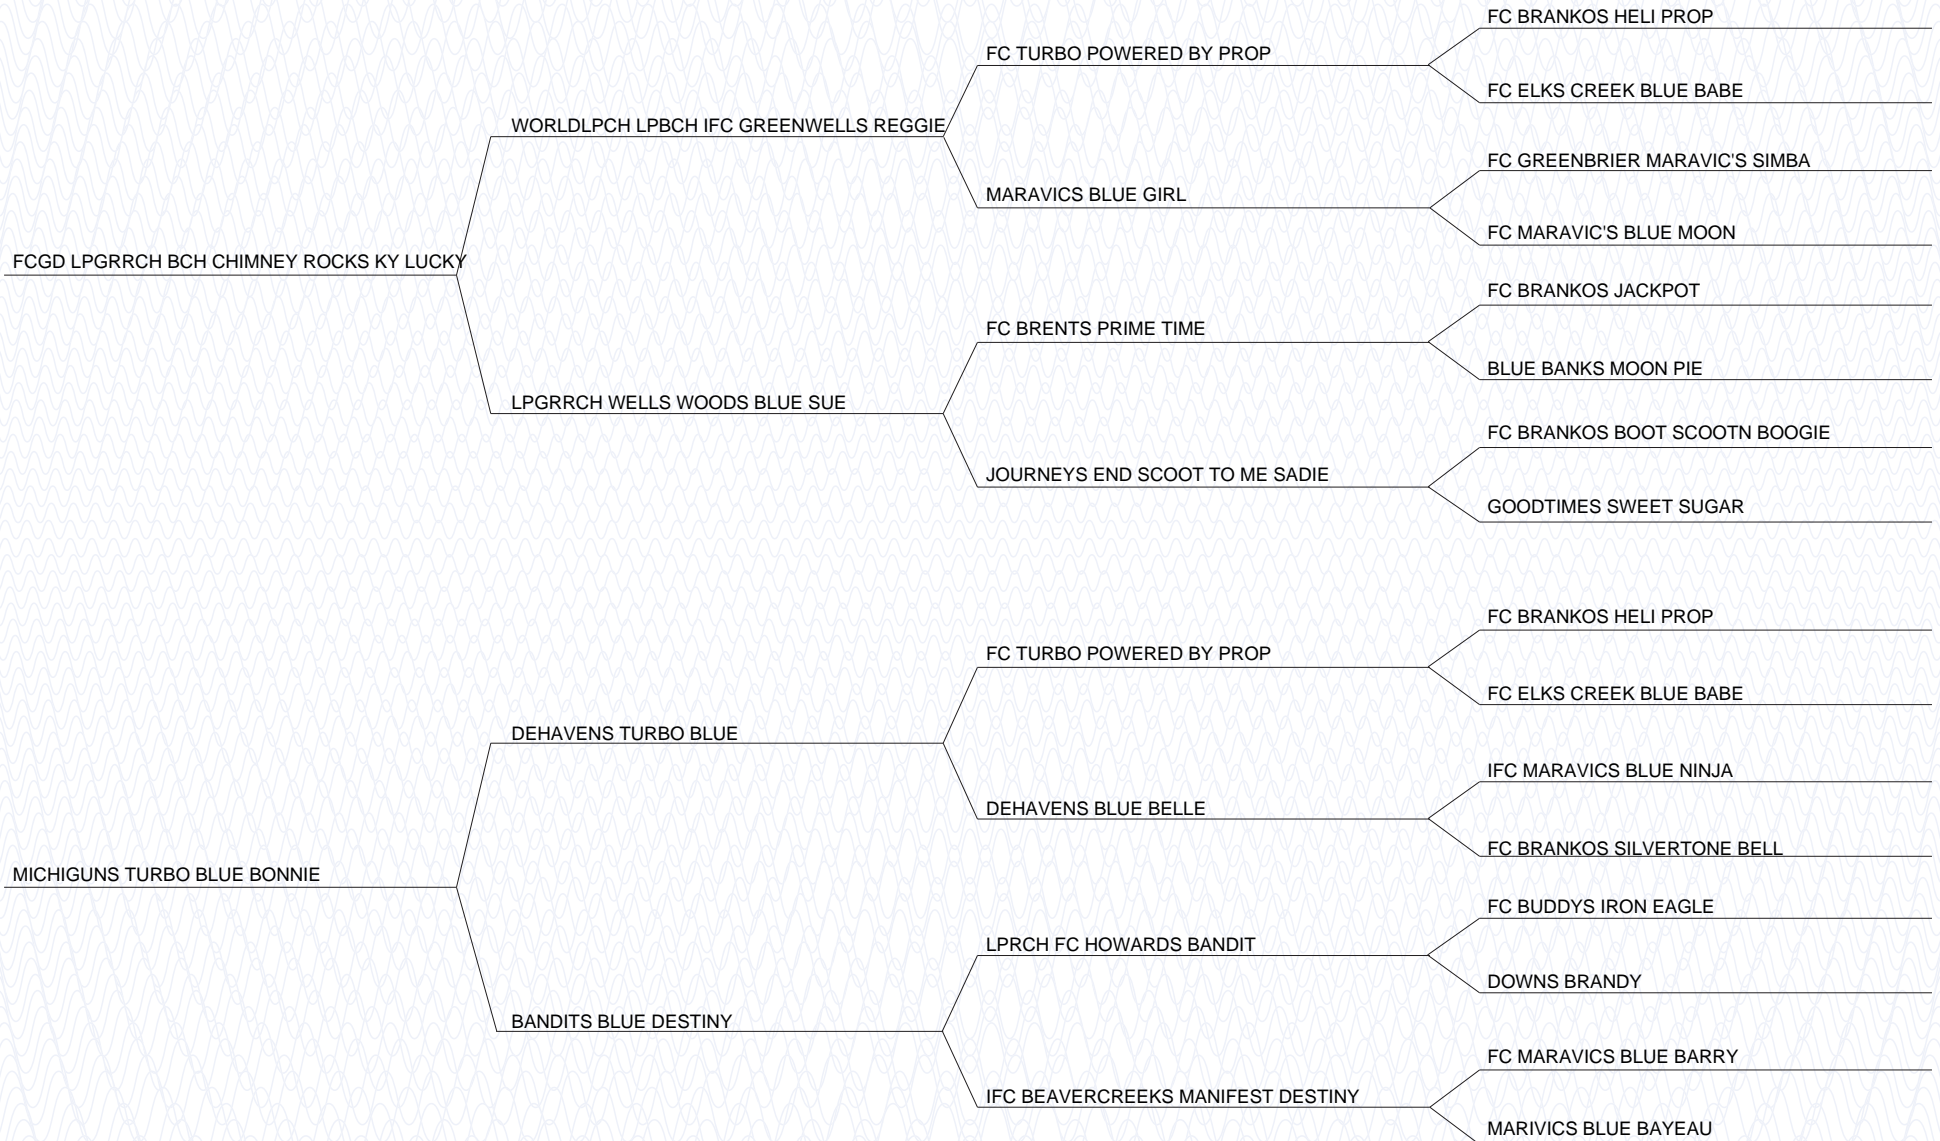 FC BRANKOS HELI PROP
FC TURBO POWERED BY PROP
FC ELKS CREEK BLUE BABE
WORLDLPCH LPBCH IFC GREENWELLS REGGIE
FC GREENBRIER MARAVIC'S SIMBA
MARAVICS BLUE GIRL
FC MARAVIC'S BLUE MOON
FCGD LPGRRCH BCH CHIMNEY ROCKS KY LUCKY
FC BRANKOS JACKPOT
FC BRENTS PRIME TIME
BLUE BANKS MOON PIE
LPGRRCH WELLS WOODS BLUE SUE
FC BRANKOS BOOT SCOOTN BOOGIE
JOURNEYS END SCOOT TO ME SADIE
GOODTIMES SWEET SUGAR
FC BRANKOS HELI PROP
FC TURBO POWERED BY PROP
FC ELKS CREEK BLUE BABE
DEHAVENS TURBO BLUE
IFC MARAVICS BLUE NINJA
DEHAVENS BLUE BELLE
FC BRANKOS SILVERTONE BELL
MICHIGUNS TURBO BLUE BONNIE
FC BUDDYS IRON EAGLE
LPRCH FC HOWARDS BANDIT
DOWNS BRANDY
BANDITS BLUE DESTINY
FC MARAVICS BLUE BARRY
IFC BEAVERCREEKS MANIFEST DESTINY
MARIVICS BLUE BAYEAU